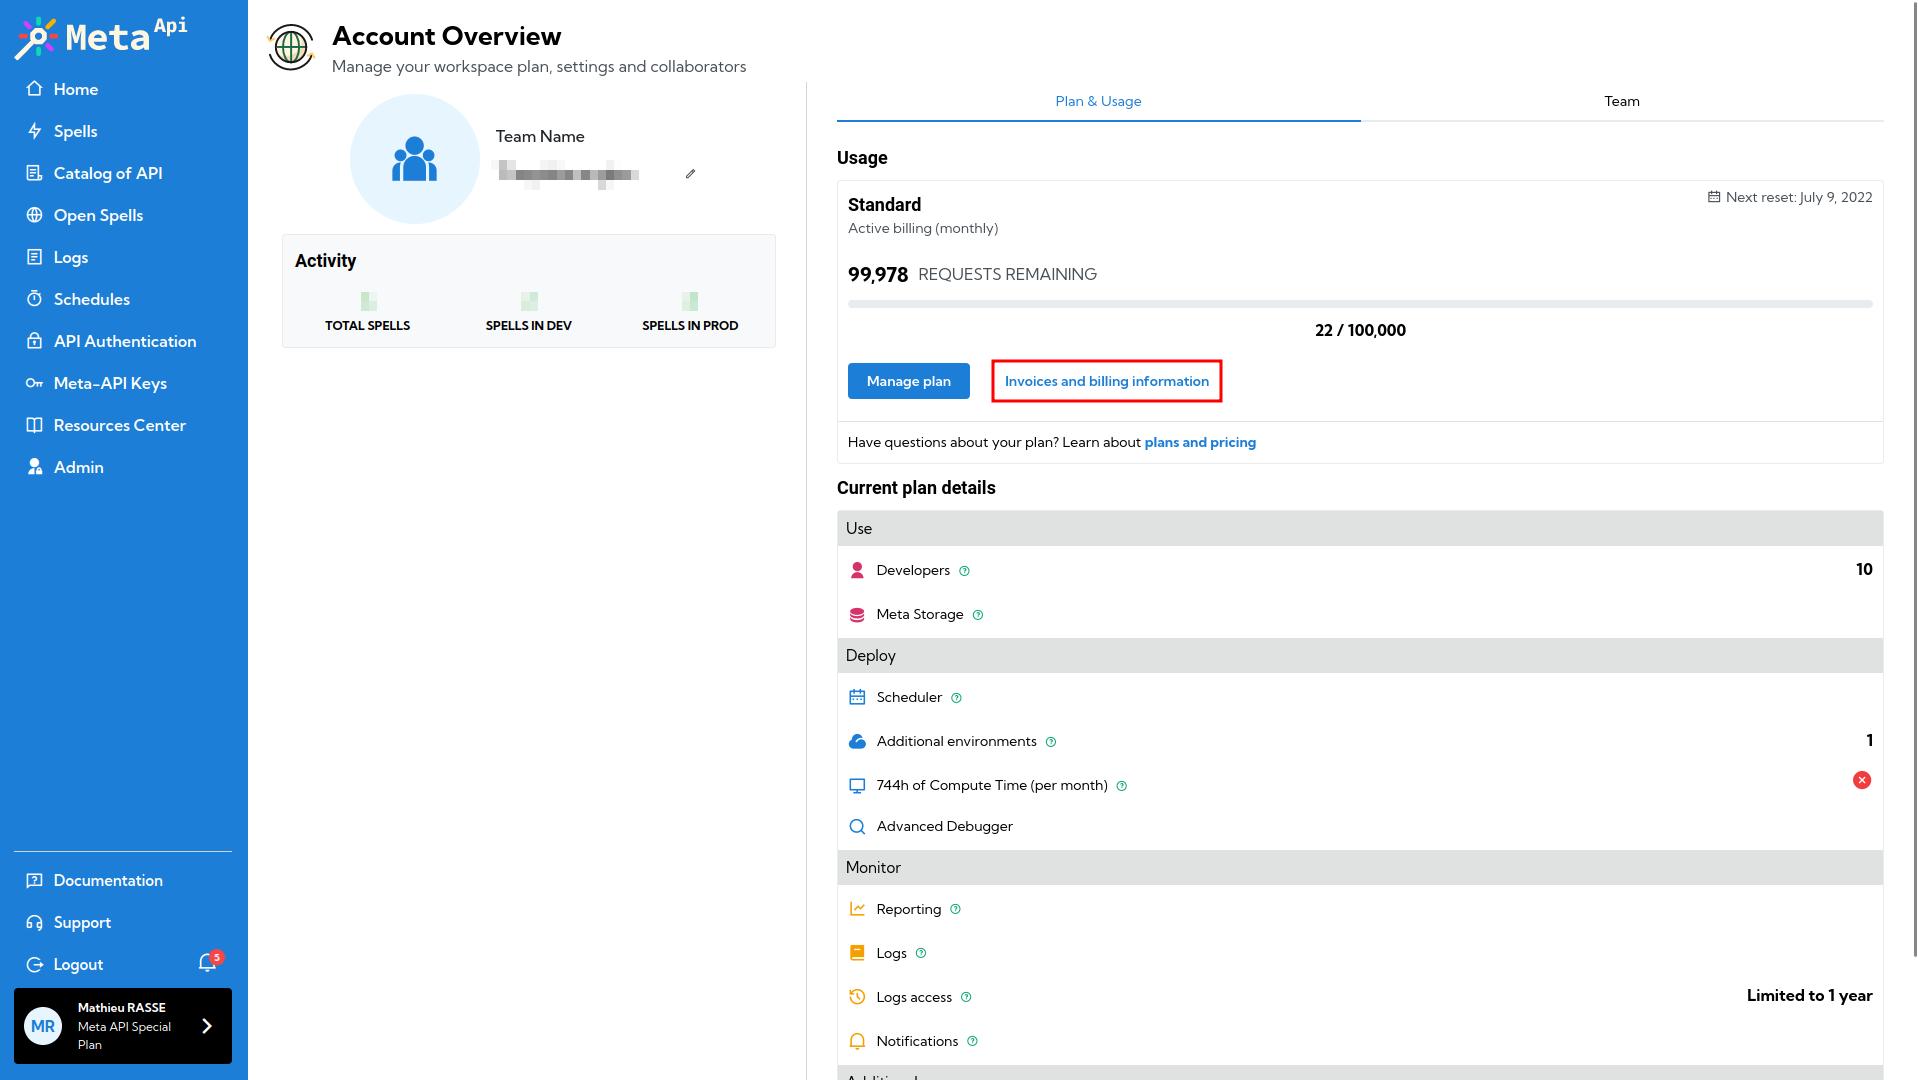 Meta Api
Home
Spells
Catalog of API
Open Spells
Logs
Schedules
API Authentication
Meta-API Keys
Resources Center
Admin
Documentation
Support
Logout
5
MR
Mathieu RASSE
Meta API Special
Plan
Account Overview
Manage your workspace plan, settings and collaborators
Team Name
Activity
TOTAL SPELLS
SPELLS IN DEV
SPELLS IN PROD
Plan & Usage
Team
Usage
Standard
Next reset: July 9, 2022
Active billing (monthly)
99,978 REQUESTS REMAINING
22 / 100,000
Manage plan
Invoices and billing information
Have questions about your plan? Learn about plans and pricing
Current plan details
Use
Developers
10
Meta Storage
Deploy
Scheduler
Additional environments
1
744h of Compute Time (per month)
Advanced Debugger
Monitor
Reporting
Logs
Logs access
Limited to 1 year
Notifications